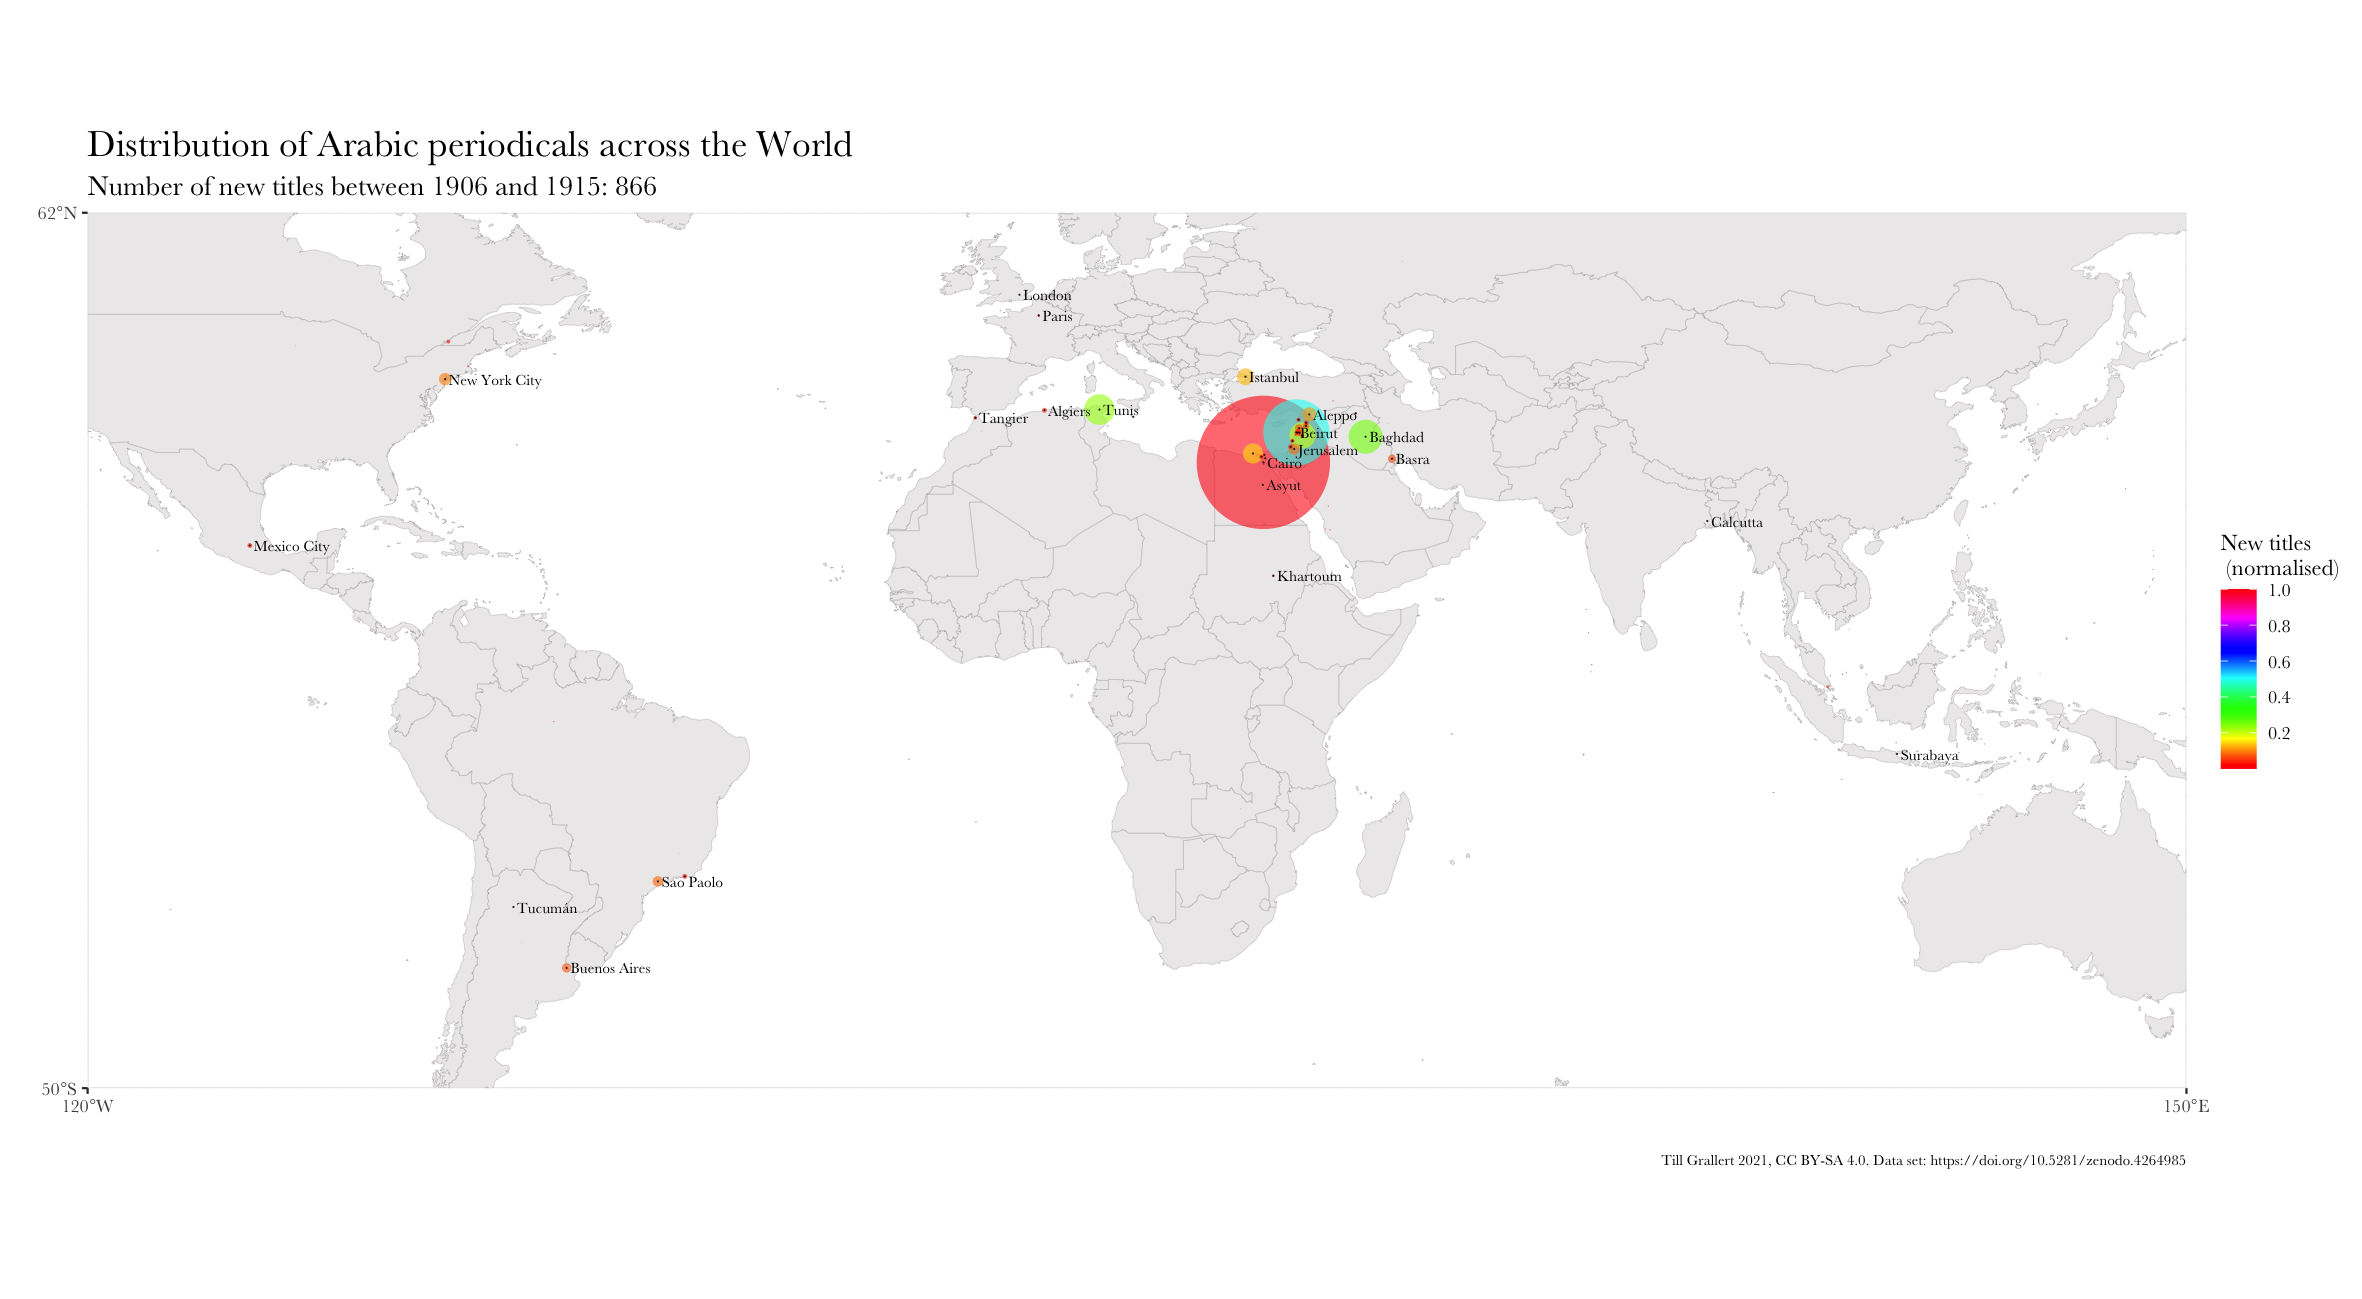 Distribution of Arabic periodicals across the World
Number of new titles between 1906 and 1915: 866
62°N
London
Paris
Istanbul
New York City
Tunis
Algiers
Tangier
Aleppo
Beirut
Baghdad
Jerusalem
Basra
Cairo
Asyut
Calcutta
New titles
(normalised)
Mexico City
Khartoum
1.0
0.8
0.6
0.4
0.2
Surabaya
Sao Paolo
Tucumán
Buenos Aires
50°S
120°W
150°E
Till Grallert 2021, CC BY-SA 4.0. Data set: https://doi.org/10.5281/zenodo.4264985